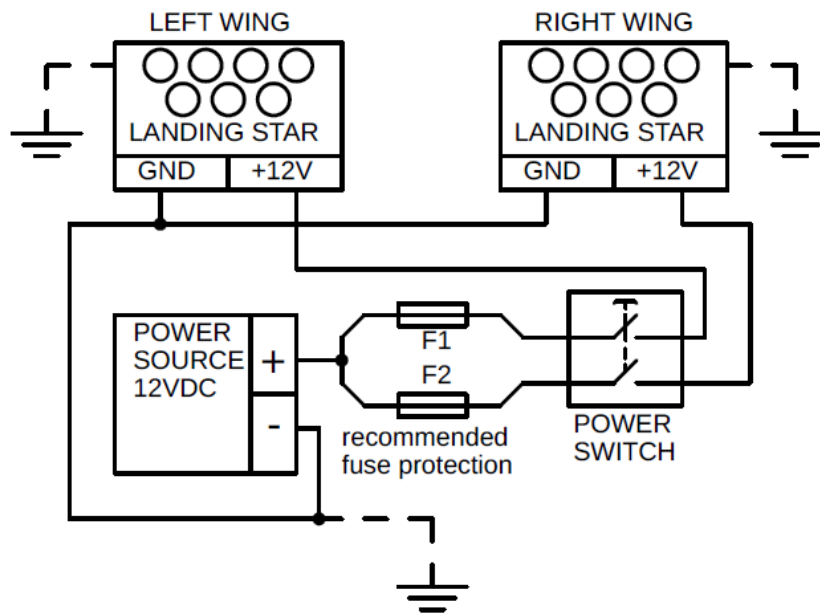 LEFT WING
RIGHT WING
LANDING STAR
LANDING STAR
GND
+12V
GND
+12V
POWER
SOURCE
12VDC
+
-
F1
F2
recommended
fuse protection
POWER
SWITCH